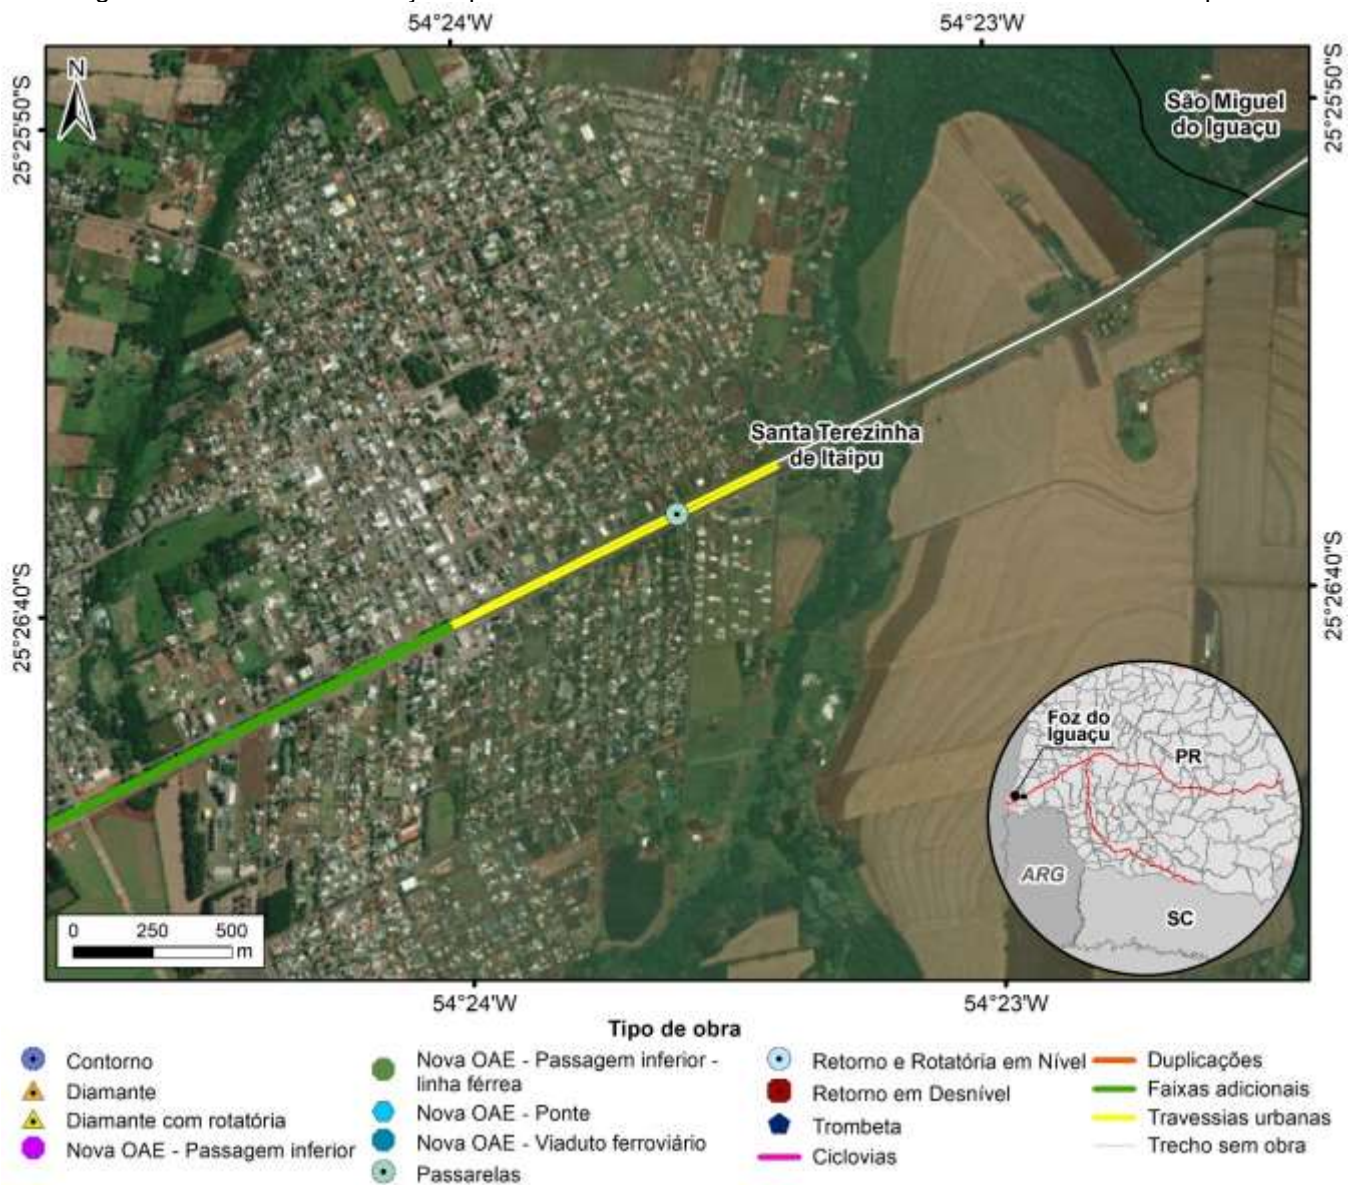 54°24'W
54°23'W
N
25°25'50"S
25°25'50"S
São Miguel
do Iguaçu
Santa Terezinha
de Itaipu
25°26'40"S
25°26'40"S
Foz do
Iguaçu
PR
ARG
SC
0 250 500
m
54°24'W
54°23'W
Tipo de obra
Contorno
Diamante
Diamante com rotatória
Nova OAE - Passagem inferior
Nova OAE - Passagem inferior -
linha férrea
Nova OAE - Ponte
Nova OAE - Viaduto ferroviário
Passarelas
Retorno e Rotatória em Nível
Retorno em Desnível
Trombeta
Ciclovias
Duplicações
Faixas adicionais
Travessias urbanas
Trecho sem obra